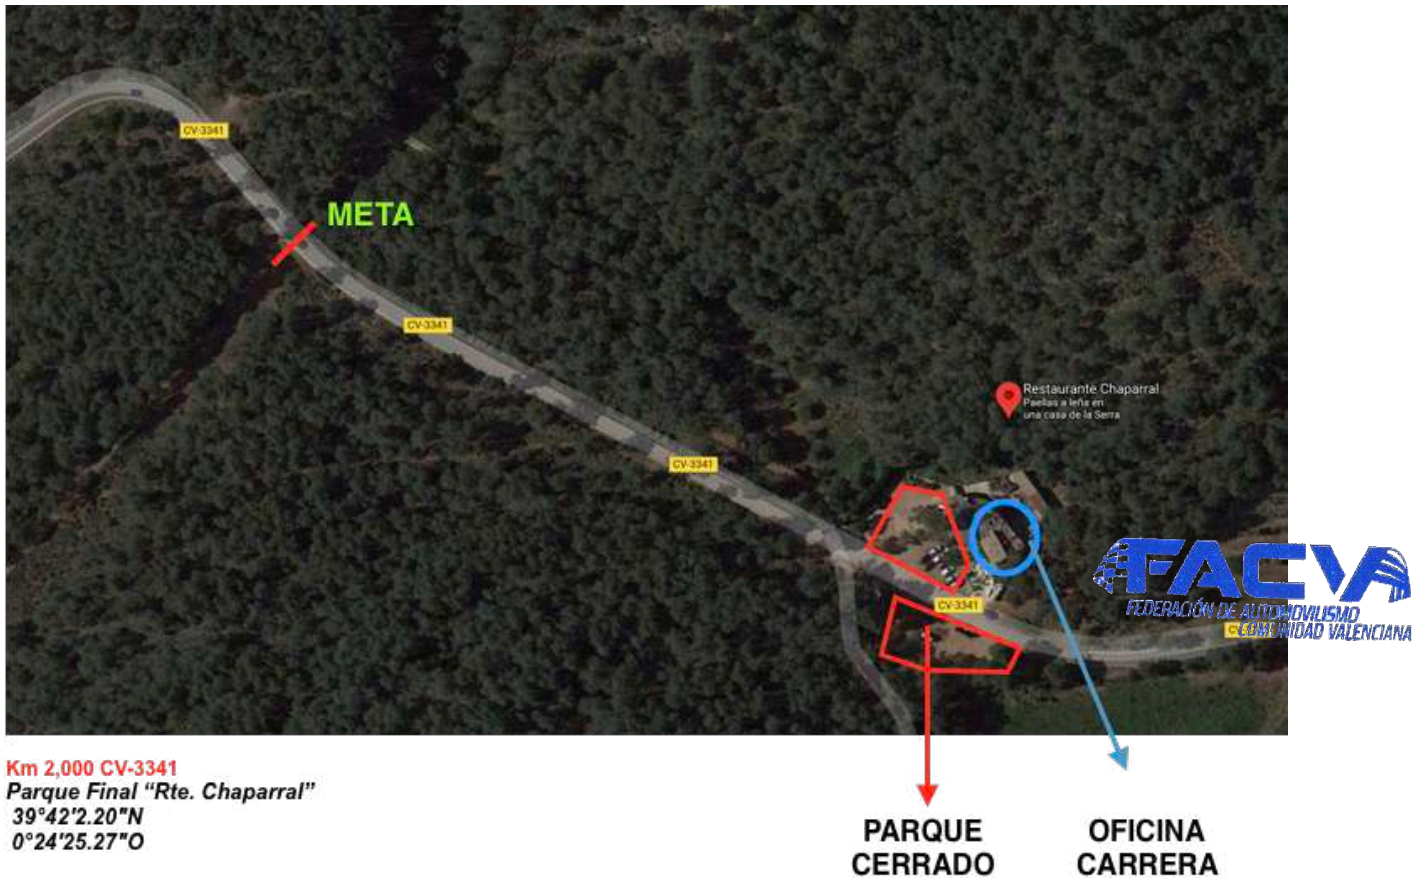 CV-3341
META
CV-3341
Restaurante Chaparral
Paellas a leña en
una casa de la Serra
CV-3341
FACVA
FEDERACIÓN DE AUTOMOVILISMO
COMUNIDAD VALENCIANA
CV-3341
Km 2,000 CV-3341
Parque Final “Rte. Chaparral”
39°42'2.20"N
0°24'25.27"O
PARQUE
CERRADO
OFICINA
CARRERA